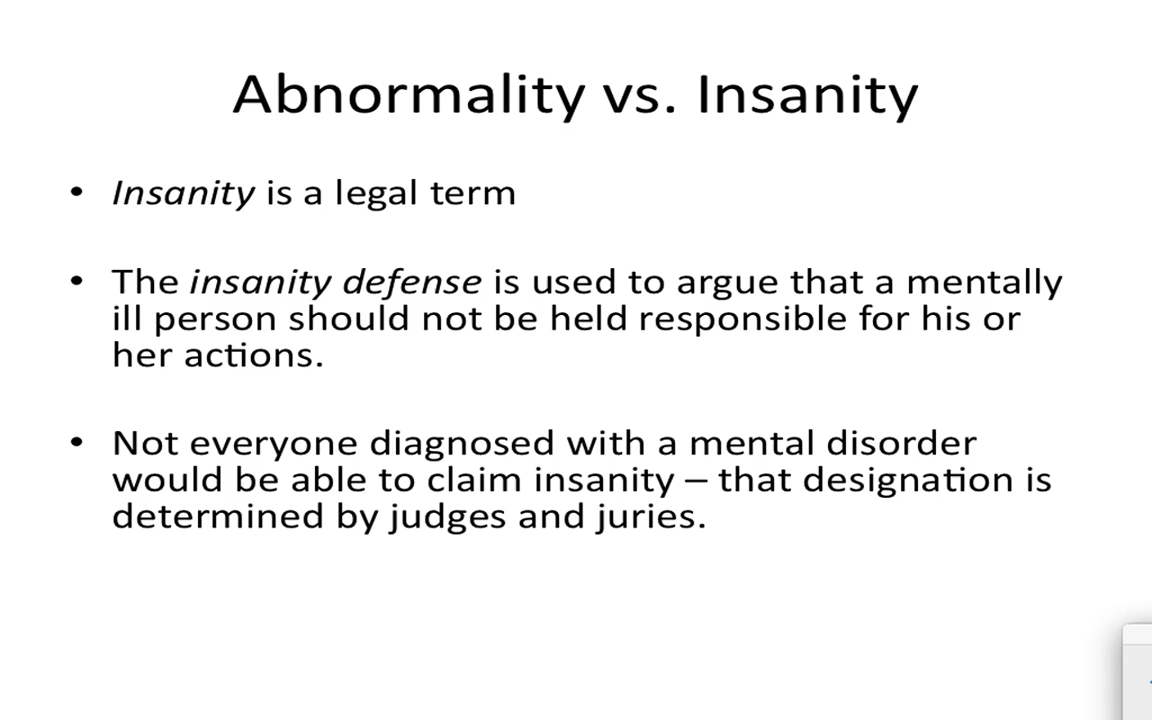 Abnormality vs. Insanity
• Insanity is a legal term
• The insanity defense is used to argue that a mentally
ill person should not be held responsible for his or
her actions.
• Not everyone diagnosed with a mental disorder
would be able to claim insanity – that designation is
determined by judges and juries.